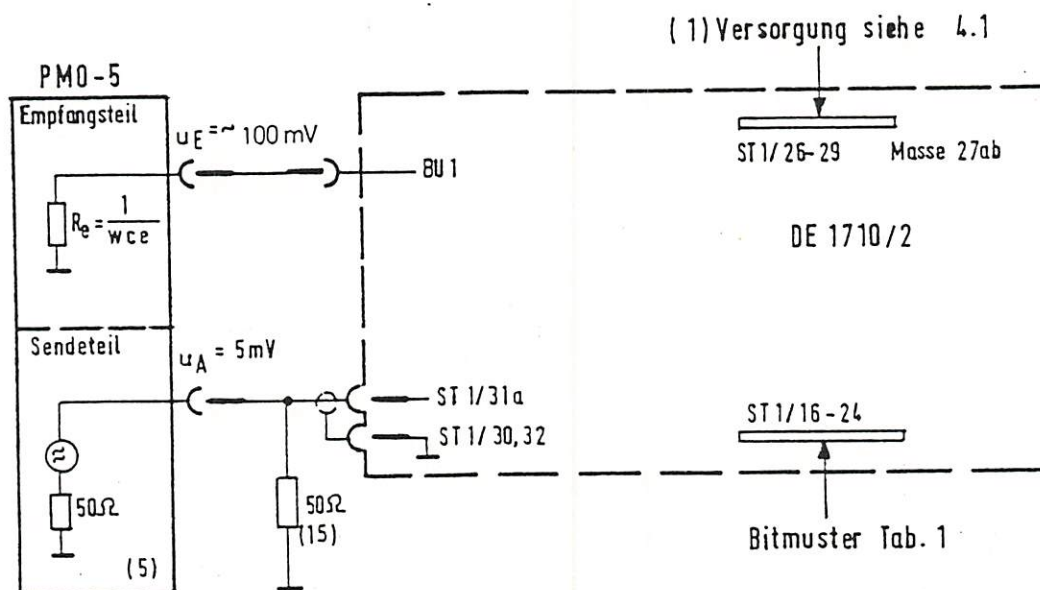 (1) Versorgung siehe 4.1
PMO-5
Empfangsteil
uE =~ 100 mV
BU 1
ST 1/26-29
Masse 27ab
Re = 1/wce
DE 1710/2
Sendeteil
uA = 5mV
ST 1/31a
ST 1/30,32
ST 1/16-24
50Ω
50Ω
(15)
(5)
Bitmuster Tab. 1